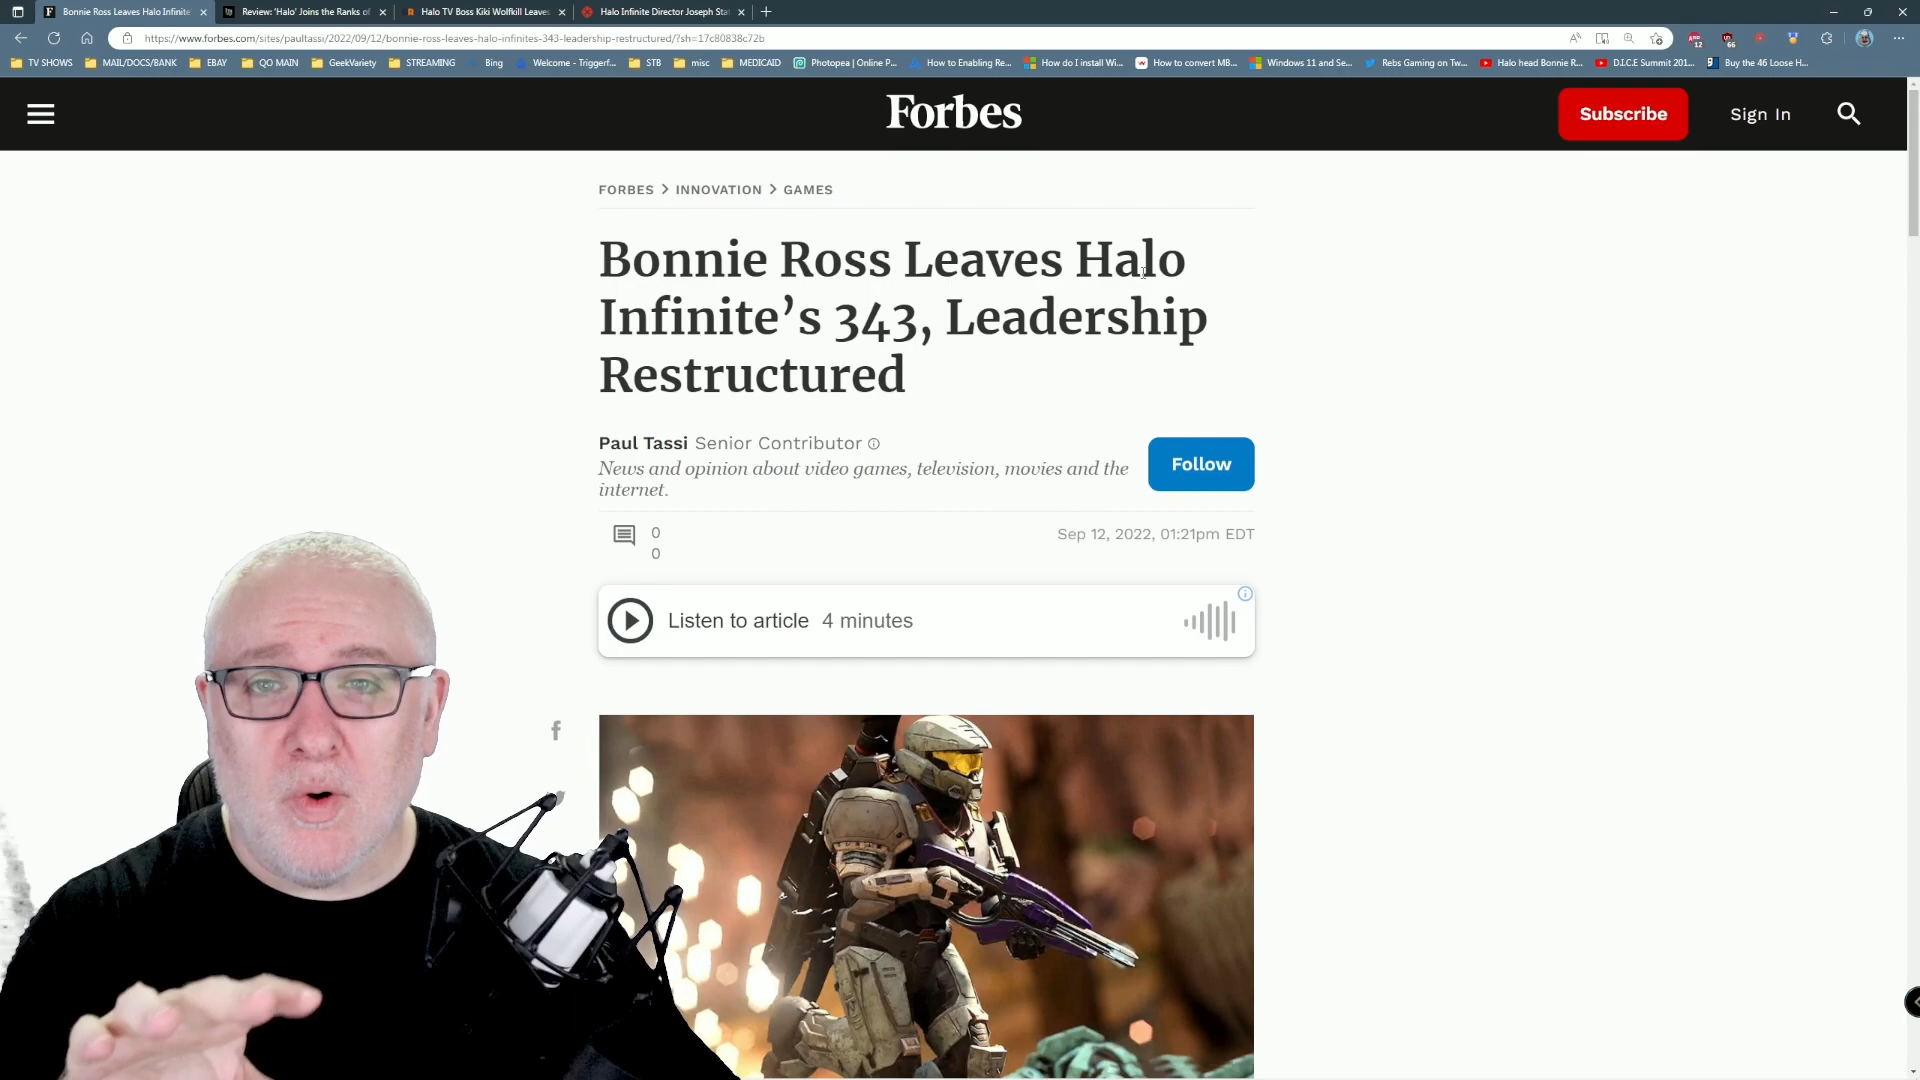 Bonnie Ross Leaves Halo Infinite'
Review: 'Halo' Joins the Ranks of
Halo TV Boss Kiki Wolfkill Leaves
Halo Infinite Director Joseph Sta
https://www.forbes.com/sites/paultassi/2022/09/12/bonnie-ross-leaves-halo-infinites-343-leadership-restructured/?sh=17c80838c72b
12
66
TV SHOWS
MAIL/DOCS/BANK
EBAY
QO MAIN
GeekVariety
STREAMING
Bing
Welcome - Triggerf...
STB
misc
MEDICAID
Photopea | Online P...
How to Enabling Re...
How do I install Wi...
How to convert MB...
Windows 11 and Se...
Rebs Gaming on Tw...
Halo head Bonnie R...
D.I.C.E Summit 201...
Buy the 46 Loose H...
Forbes
Subscribe
Sign In
FORBES > INNOVATION > GAMES
Bonnie Ross Leaves Halo
Infinite's 343, Leadership
Restructured
Paul Tassi Senior Contributor
News and opinion about video games, television, movies and the
internet.
Follow
0
0
Sep 12, 2022, 01:21pm EDT
Listen to article 4 minutes